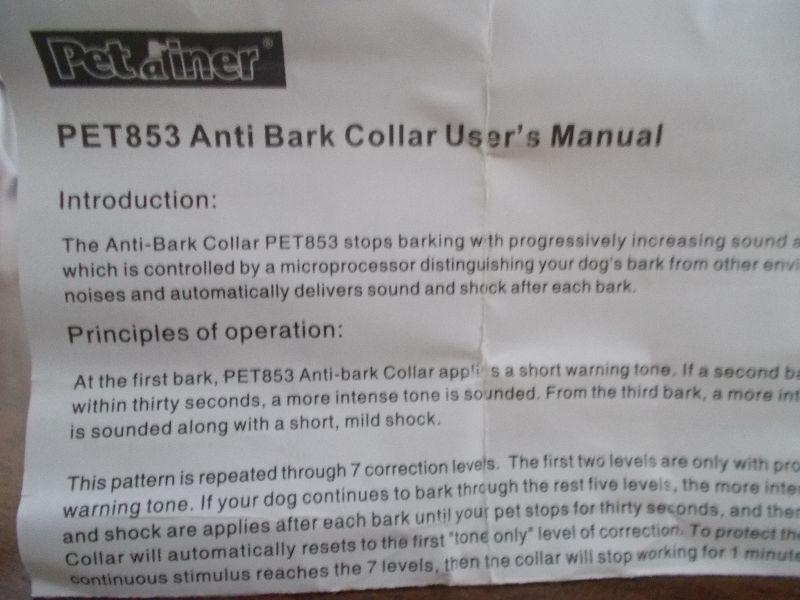 Petrainer®
PET853 Anti Bark Collar User's Manual
Introduction:
The Anti-Bark Collar PET853 stops barking with progressively increasing sound
which is controlled by a microprocessor distinguishing your dog's bark from other
noises and automatically delivers sound and shock after each bark.
Principles of operation:
At the first bark, PET853 Anti-bark Collar applies a short warning tone. If a second
within thirty seconds, a more intense tone is sounded. From the third bark, a more
is sounded along with a short, mild shock.
This pattern is repeated through 7 correction levels. The first two levels are only with
warning tone. If your dog continues to bark through the rest five levels, the more
and shock are applies after each bark until your pet stops for thirty seconds, and
Collar will automatically resets to the first "tone only" level of correction. To protect
continuous stimulus reaches the 7 levels, then the collar will stop working for 1 minute